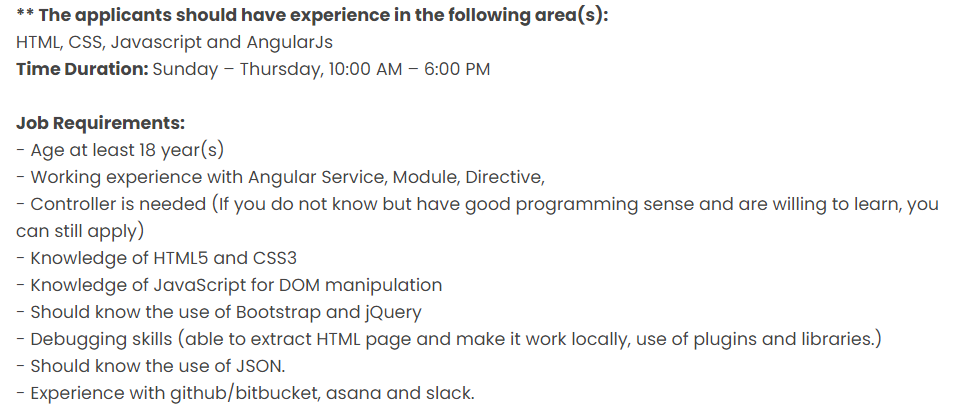 ** The applicants should have experience in the following area(s):
HTML, CSS, Javascript and AngularJs
Time Duration: Sunday – Thursday, 10:00 AM – 6:00 PM
Job Requirements:
- Age at least 18 year(s)
- Working experience with Angular Service, Module, Directive,
- Controller is needed (If you do not know but have good programming sense and are willing to learn, you
can still apply)
- Knowledge of HTML5 and CSS3
- Knowledge of JavaScript for DOM manipulation
- Should know the use of Bootstrap and jQuery
- Debugging skills (able to extract HTML page and make it work locally, use of plugins and libraries.)
- Should know the use of JSON.
- Experience with github/bitbucket, asana and slack.